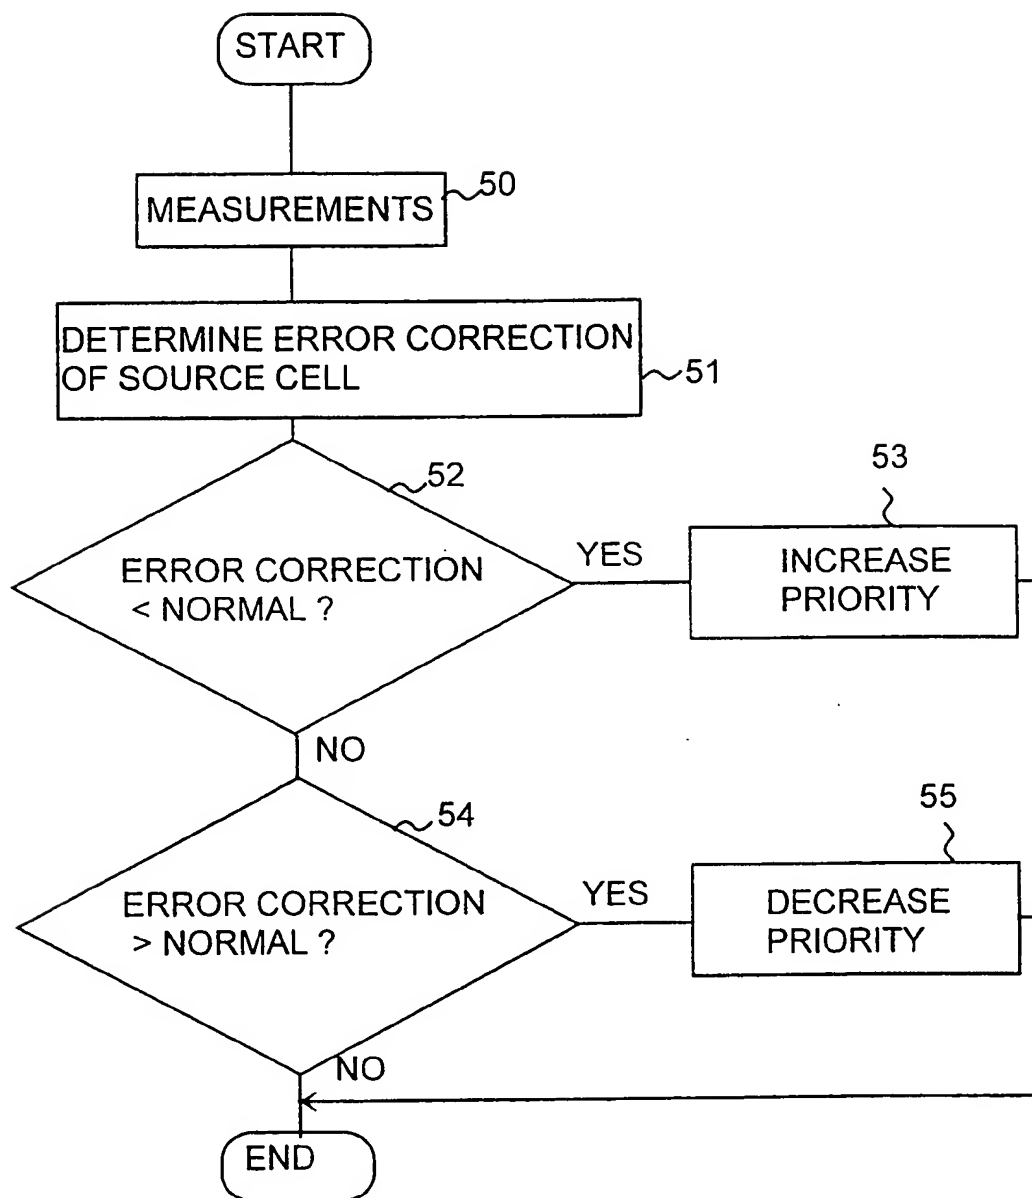 START
MEASUREMENTS
50
DETERMINE ERROR CORRECTION
OF SOURCE CELL
51
52
ERROR CORRECTION
< NORMAL ?
YES
53
INCREASE
PRIORITY
NO
54
ERROR CORRECTION
> NORMAL ?
YES
55
DECREASE
PRIORITY
NO
END